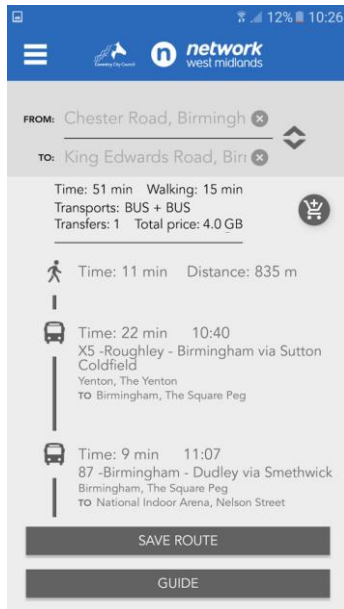 12% 10:26
Coventry City Council
n network
west midlands
FROM: Chester Road, Birmingh
TO: King Edwards Road, Biri
Time: 51 min Walking: 15 min
Transports: BUS + BUS
Transfers: 1 Total price: 4.0 GB
Time: 11 min Distance: 835 m
Time: 22 min 10:40
X5 -Roughley - Birmingham via Sutton
Coldfield
Yenton, The Yenton
TO Birmingham, The Square Peg
Time: 9 min 11:07
87 -Birmingham - Dudley via Smethwick
Birmingham, The Square Peg
TO National Indoor Arena, Nelson Street
SAVE ROUTE
GUIDE